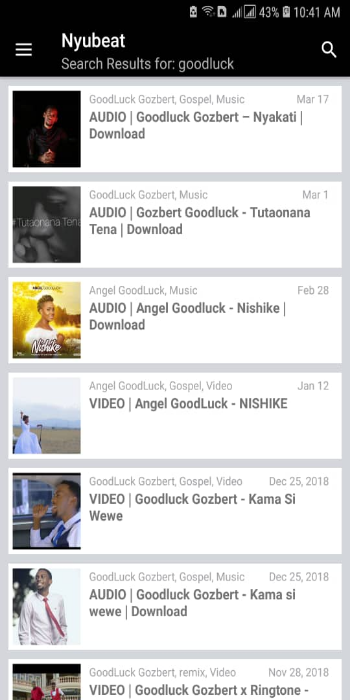 43% 10:41 AM
Nyubeat
Search Results for: goodluck
GoodLuck Gozbert, Gospel, Music Mar 17
AUDIO | Goodluck Gozbert – Nyakati |
Download
GoodLuck Gozbert, Music Mar 1
AUDIO | Gozbert Goodluck - Tutaonana
Tena | Download
#Tutaonana Tena
Angel GoodLuck, Music Feb 28
AUDIO | Angel Goodluck - Nishike |
Download
Nishike
Angel GoodLuck, Gospel, Video Jan 12
VIDEO | Angel GoodLuck - NISHIKE
GoodLuck Gozbert, Gospel, Video Dec 25, 2018
VIDEO | Goodluck Gozbert - Kama Si
Wewe
GoodLuck Gozbert, Gospel, Music Dec 25, 2018
AUDIO | Goodluck Gozbert - Kama si
wewe | Download
GoodLuck Gozbert, remix, Video Nov 28, 2018
VIDEO | Goodluck Gozbert x Ringtone -